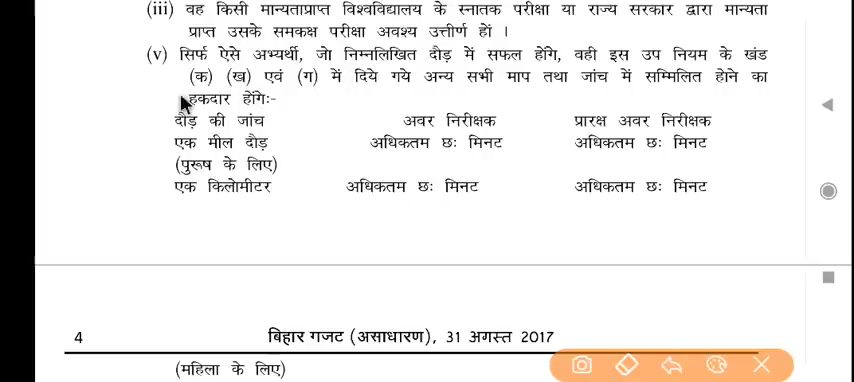 (iii) वह किसी मान्यताप्राप्त विश्वविद्यालय के स्नातक परीक्षा या राज्य सरकार द्वारा मान्यता
प्राप्त उसके समकक्ष परीक्षा अवश्य उत्तीर्ण हों ।
(v) सिर्फ ऐसे अभ्यर्थी, जो निम्नलिखित दौड़ में सफल होंगे, वही इस उप नियम के खंड
(क) (ख) एवं (ग) में दिये गये अन्य सभी माप तथा जांच में सम्मिलित होने का
हकदार होंगेः-
दौड़ की जांच अवर निरीक्षक प्रारक्ष अवर निरीक्षक
एक मील दौड़ अधिकतम छः मिनट अधिकतम छः मिनट
(पुरूष के लिए)
एक किलोमीटर अधिकतम छः मिनट अधिकतम छः मिनट
4 बिहार गजट (असाधारण), 31 अगस्त 2017
(महिला के लिए)